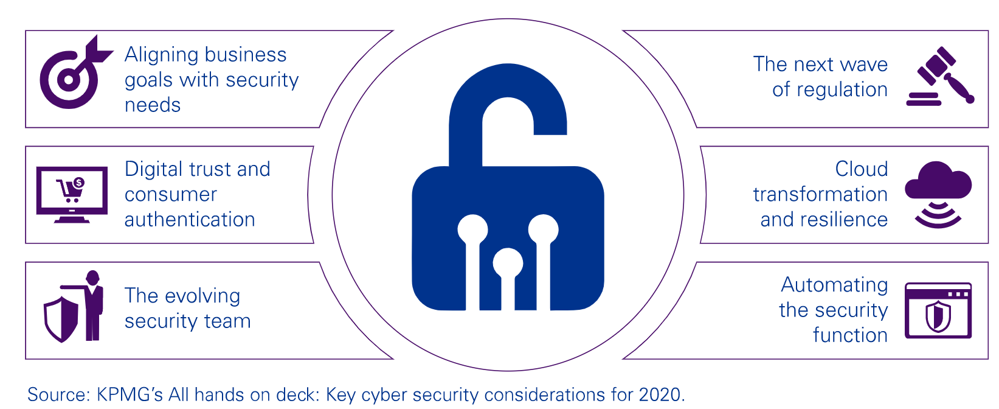 Aligning business
goals with security
needs
Digital trust and
consumer
authentication
$
The evolving
security team
The next wave
of regulation
Cloud
transformation
and resilience
Automating
the security
function
Source: KPMG's All hands on deck: Key cyber security considerations for 2020.